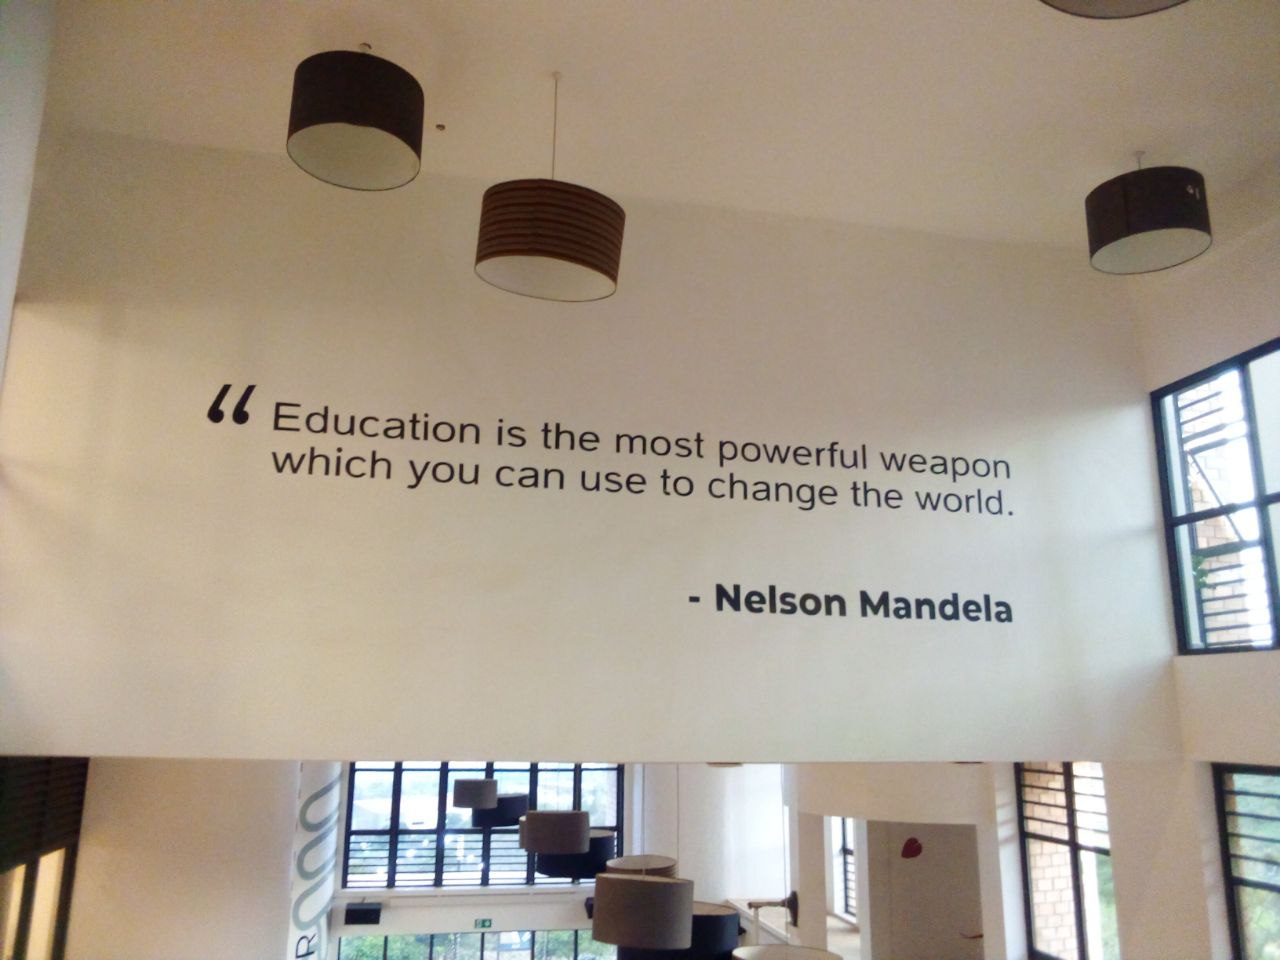 “ Education is the most powerful weapon
which you can use to change the world.
- Nelson Mandela